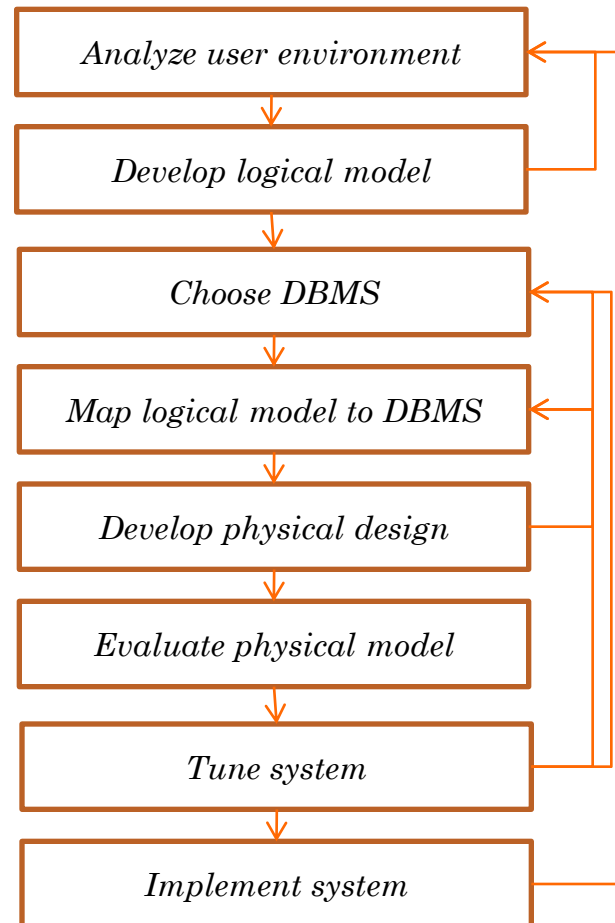 Analyze user environment
Develop logical model
Choose DBMS
Map logical model to DBMS
Develop physical design
Evaluate physical model
Tune system
Implement system